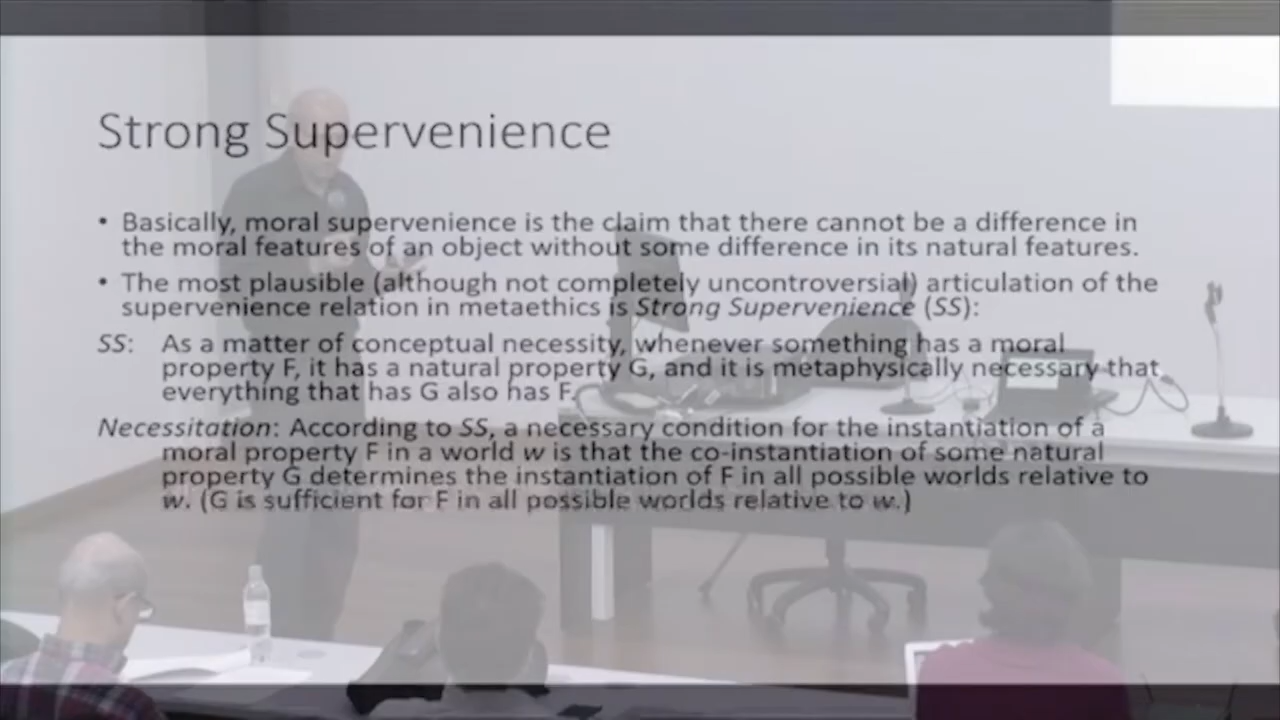 Strong Supervenience
• Basically, moral supervenience is the claim that there cannot be a difference in
the moral features of an object without some difference in its natural features.
• The most plausible (although not completely uncontroversial) articulation of the
supervenience relation in metaethics is Strong Supervenience (SS):
SS: As a matter of conceptual necessity, whenever something has a moral
property F, it has a natural property G, and it is metaphysically necessary that
everything that has G also has F.
Necessitation: According to SS, a necessary condition for the instantiation of a
moral property F in a world w is that the co-instantiation of some natural
property G determines the instantiation of F in all possible worlds relative to
w. (G is sufficient for F in all possible worlds relative to w.)